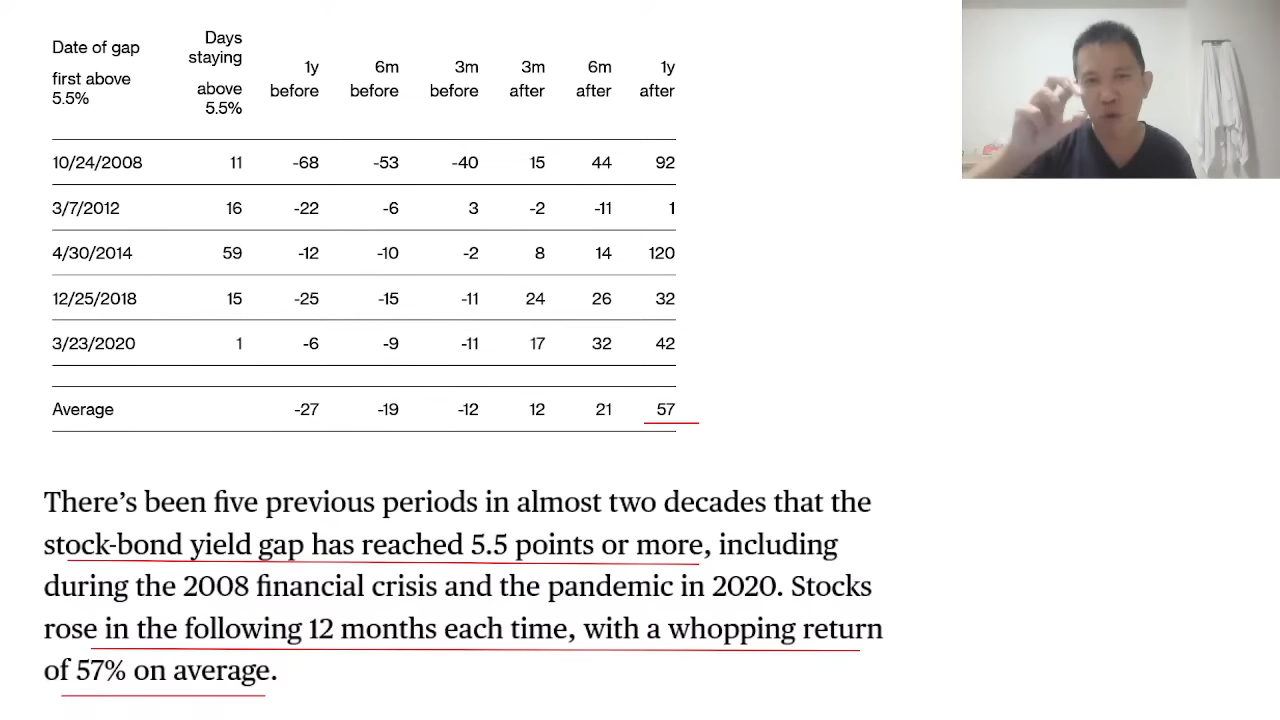 Date of gap first above 5.5% Days staying above 5.5% 1y before 6m before 3m before 3m after 6m after 1y after
10/24/2008 11 -68 -53 -40 15 44 92
3/7/2012 16 -22 -6 3 -2 -11 1
4/30/2014 59 -12 -10 -2 8 14 120
12/25/2018 15 -25 -15 -11 24 26 32
3/23/2020 1 -6 -9 -11 17 32 42
Average -27 -19 -12 12 21 57
There’s been five previous periods in almost two decades that the
stock-bond yield gap has reached 5.5 points or more, including
during the 2008 financial crisis and the pandemic in 2020. Stocks
rose in the following 12 months each time, with a whopping return
of 57% on average.